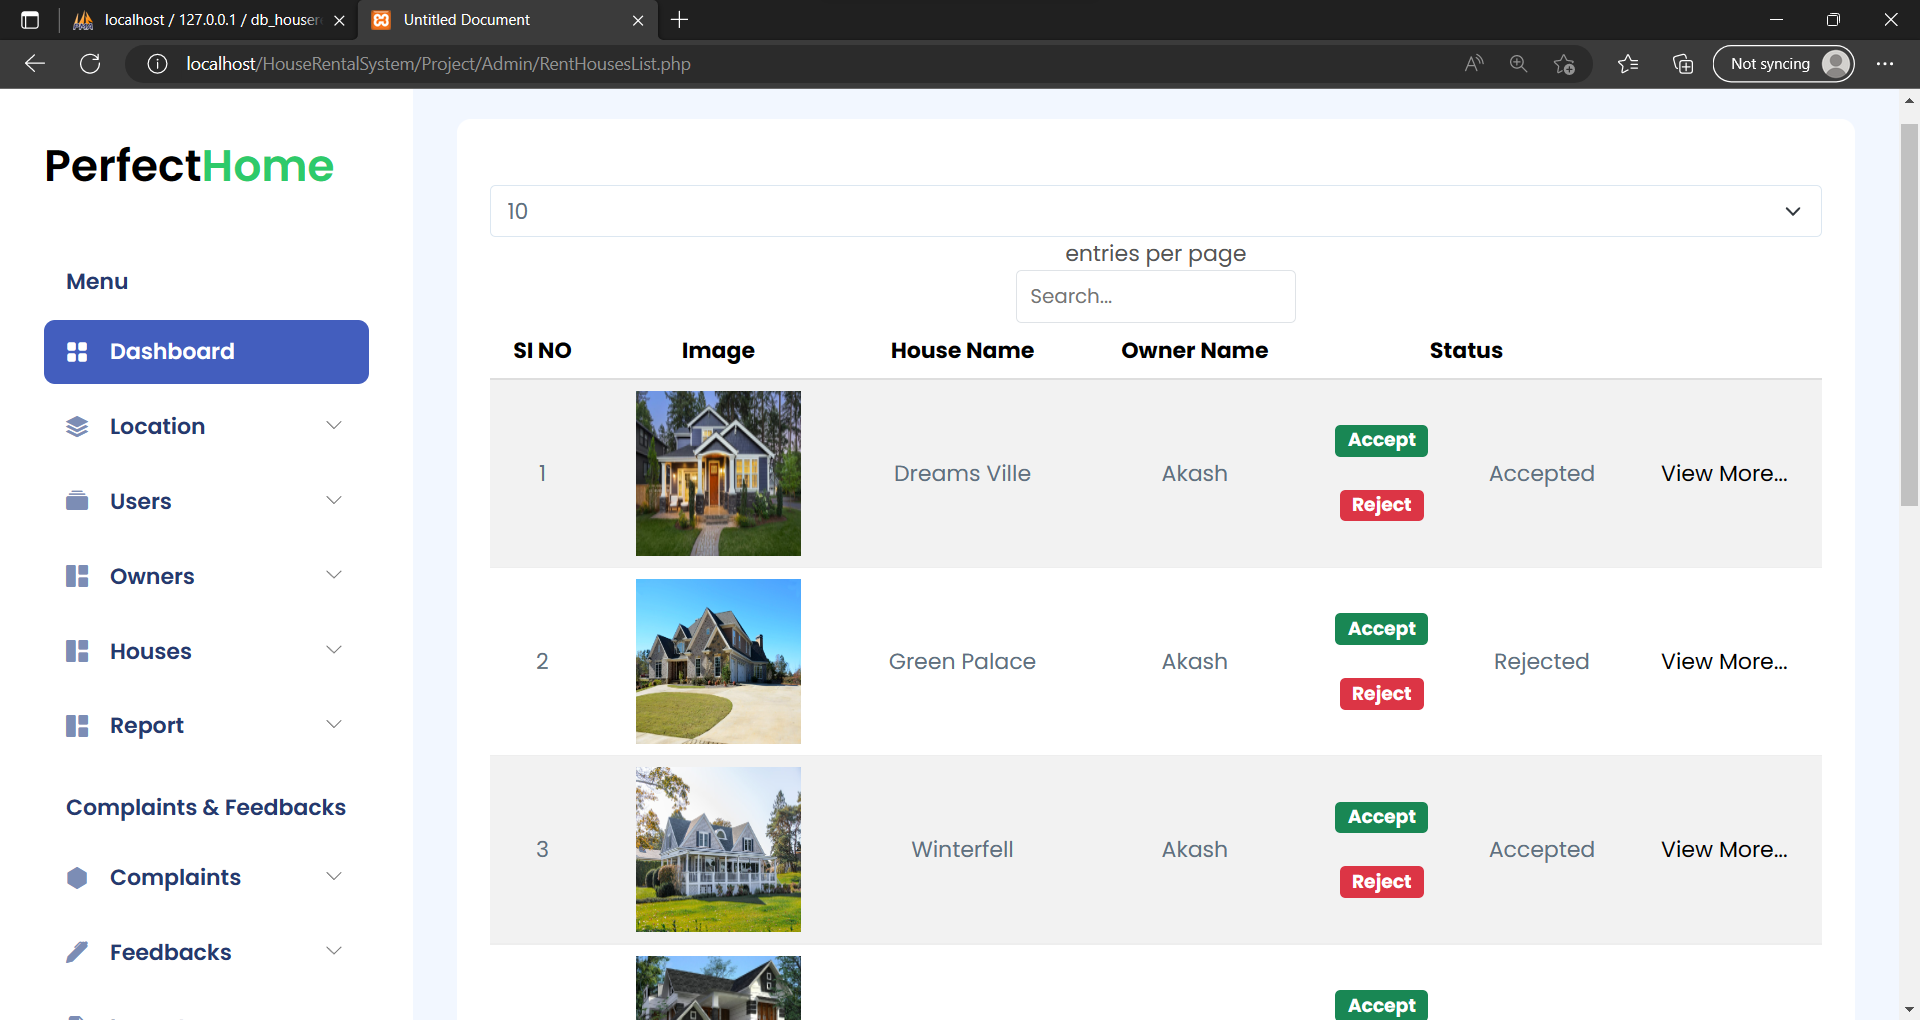 localhost / 127.0.0.1 / db_houser
Untitled Document
localhost/HouseRentalSystem/Project/Admin/RentHousesList.php
Not syncing
PerfectHome
Menu
Dashboard
Location
Users
Owners
Houses
Report
Complaints & Feedbacks
Complaints
Feedbacks
10
entries per page
Search...
SI NO Image House Name Owner Name Status
1 Dreams Ville Akash Accept Reject Accepted View More...
2 Green Palace Akash Accept Reject Rejected View More...
3 Winterfell Akash Accept Reject Accepted View More...
Accept